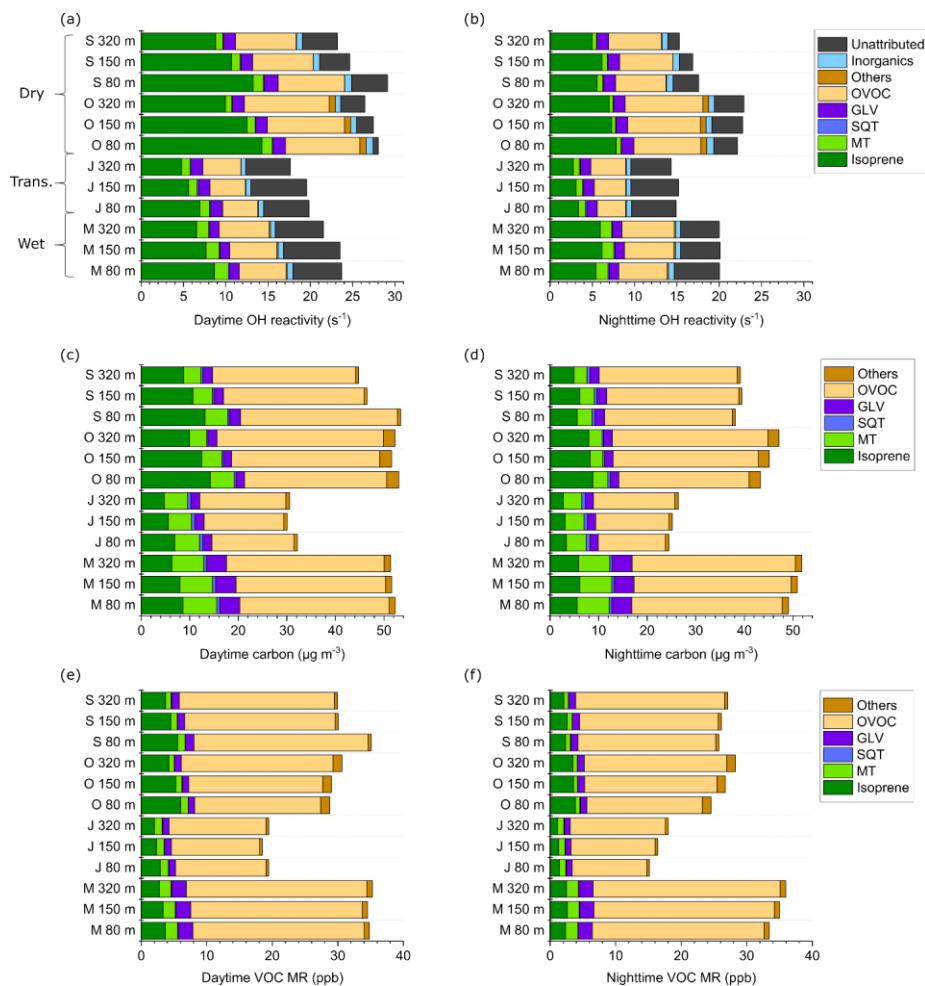 (a)
(b)
Dry
Trans.
Wet
S 320 m
S 150 m
S 80 m
O 320 m
O 150 m
O 80 m
J 320 m
J 150 m
J 80 m
M 320 m
M 150 m
M 80 m
0 5 10 15 20 25 30
Daytime OH reactivity (s⁻¹)
S 320 m
S 150 m
S 80 m
O 320 m
O 150 m
O 80 m
J 320 m
J 150 m
J 80 m
M 320 m
M 150 m
M 80 m
0 5 10 15 20 25 30
Nighttime OH reactivity (s⁻¹)
Unattributed
Inorganics
Others
OVOC
GLV
SQT
MT
Isoprene
(c)
(d)
S 320 m
S 150 m
S 80 m
O 320 m
O 150 m
O 80 m
J 320 m
J 150 m
J 80 m
M 320 m
M 150 m
M 80 m
0 10 20 30 40 50
Daytime carbon (µg m⁻³)
S 320 m
S 150 m
S 80 m
O 320 m
O 150 m
O 80 m
J 320 m
J 150 m
J 80 m
M 320 m
M 150 m
M 80 m
0 10 20 30 40 50
Nighttime carbon (µg m⁻³)
Others
OVOC
GLV
SQT
MT
Isoprene
(e)
(f)
S 320 m
S 150 m
S 80 m
O 320 m
O 150 m
O 80 m
J 320 m
J 150 m
J 80 m
M 320 m
M 150 m
M 80 m
0 10 20 30 40
Daytime VOC MR (ppb)
S 320 m
S 150 m
S 80 m
O 320 m
O 150 m
O 80 m
J 320 m
J 150 m
J 80 m
M 320 m
M 150 m
M 80 m
0 10 20 30 40
Nighttime VOC MR (ppb)
Others
OVOC
GLV
SQT
MT
Isoprene